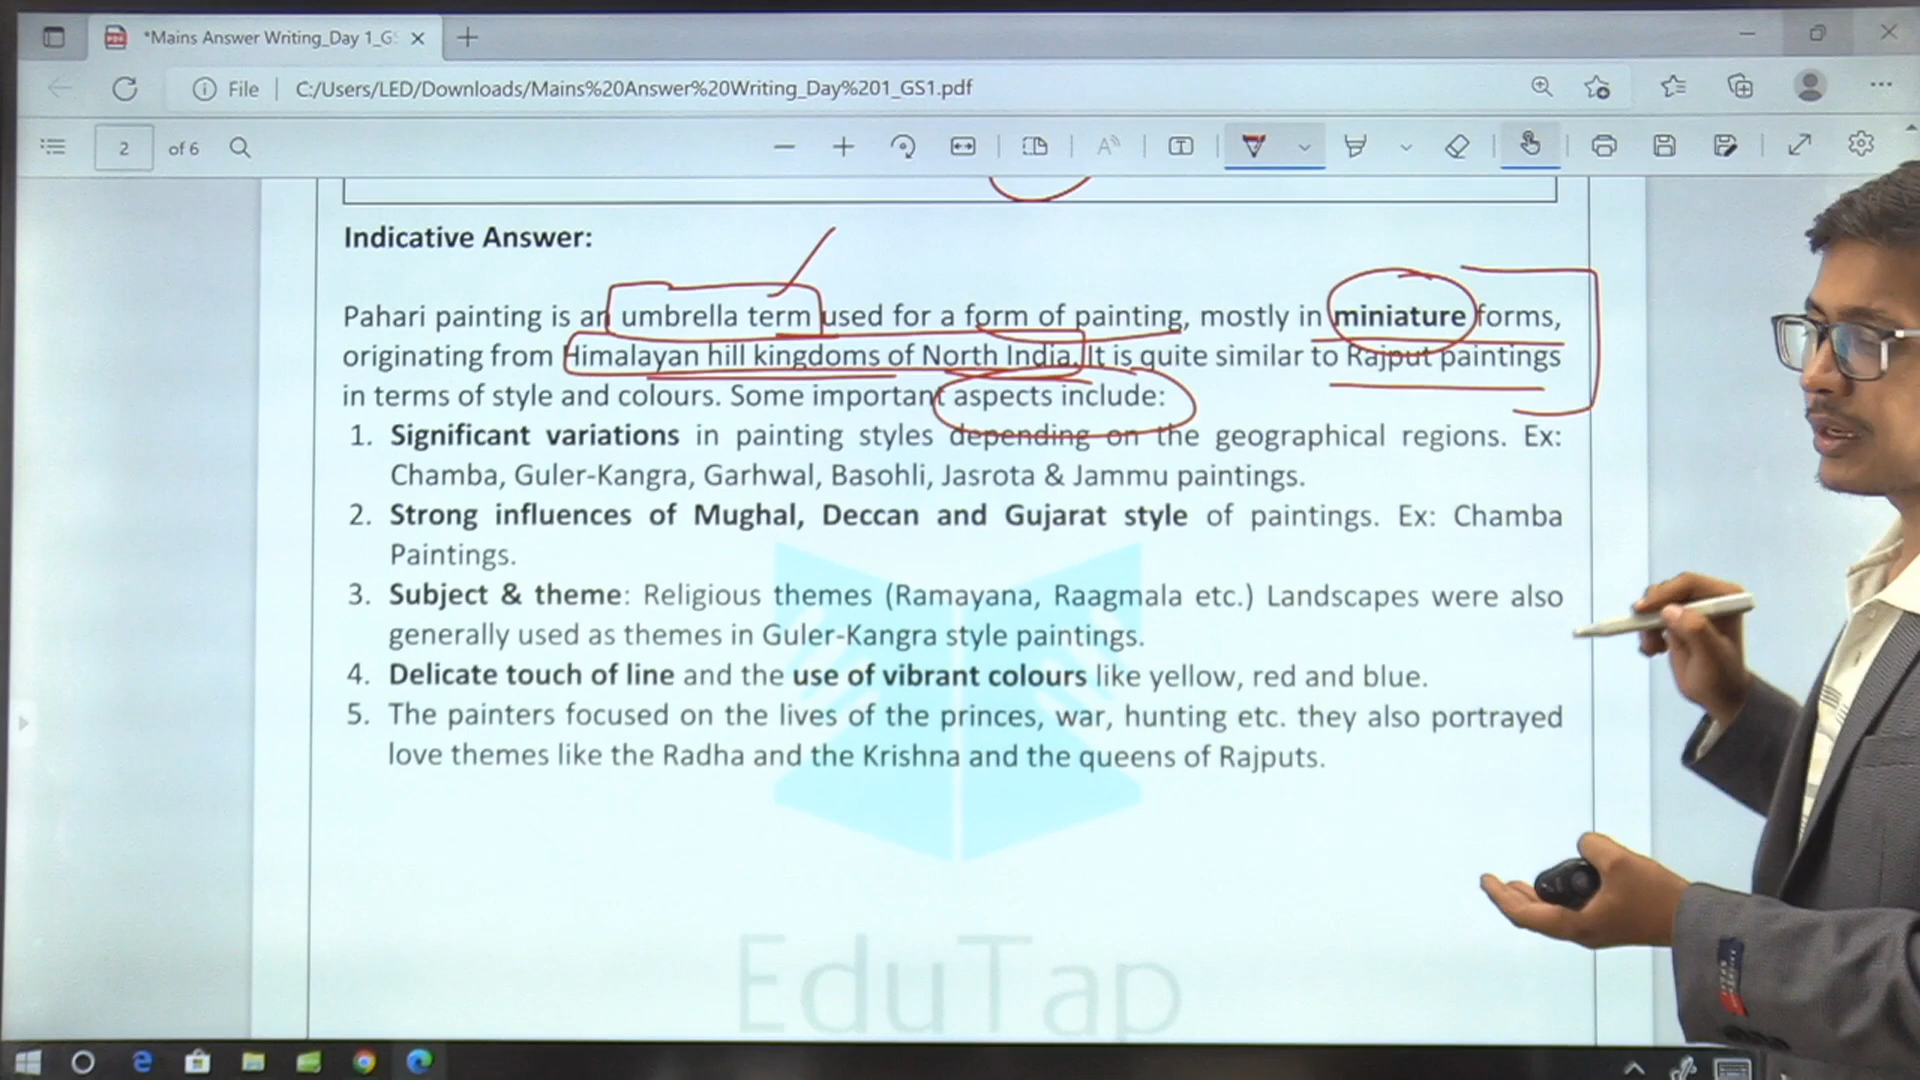 *Mains Answer Writing_Day 1_G
File
C:/Users/LED/Downloads/Mains%20Answer%20Writing_Day%201_GS1.pdf
2 of 6
Indicative Answer:
Pahari painting is an umbrella term used for a form of painting, mostly in miniature forms,
originating from Himalayan hill kingdoms of North India. It is quite similar to Rajput paintings
in terms of style and colours. Some important aspects include:
1. Significant variations in painting styles depending on the geographical regions. Ex:
Chamba, Guler-Kangra, Garhwal, Basohli, Jasrota & Jammu paintings.
2. Strong influences of Mughal, Deccan and Gujarat style of paintings. Ex: Chamba
Paintings.
3. Subject & theme: Religious themes (Ramayana, Raagmala etc.) Landscapes were also
generally used as themes in Guler-Kangra style paintings.
4. Delicate touch of line and the use of vibrant colours like yellow, red and blue.
5. The painters focused on the lives of the princes, war, hunting etc. they also portrayed
love themes like the Radha and the Krishna and the queens of Rajputs.
EduTap